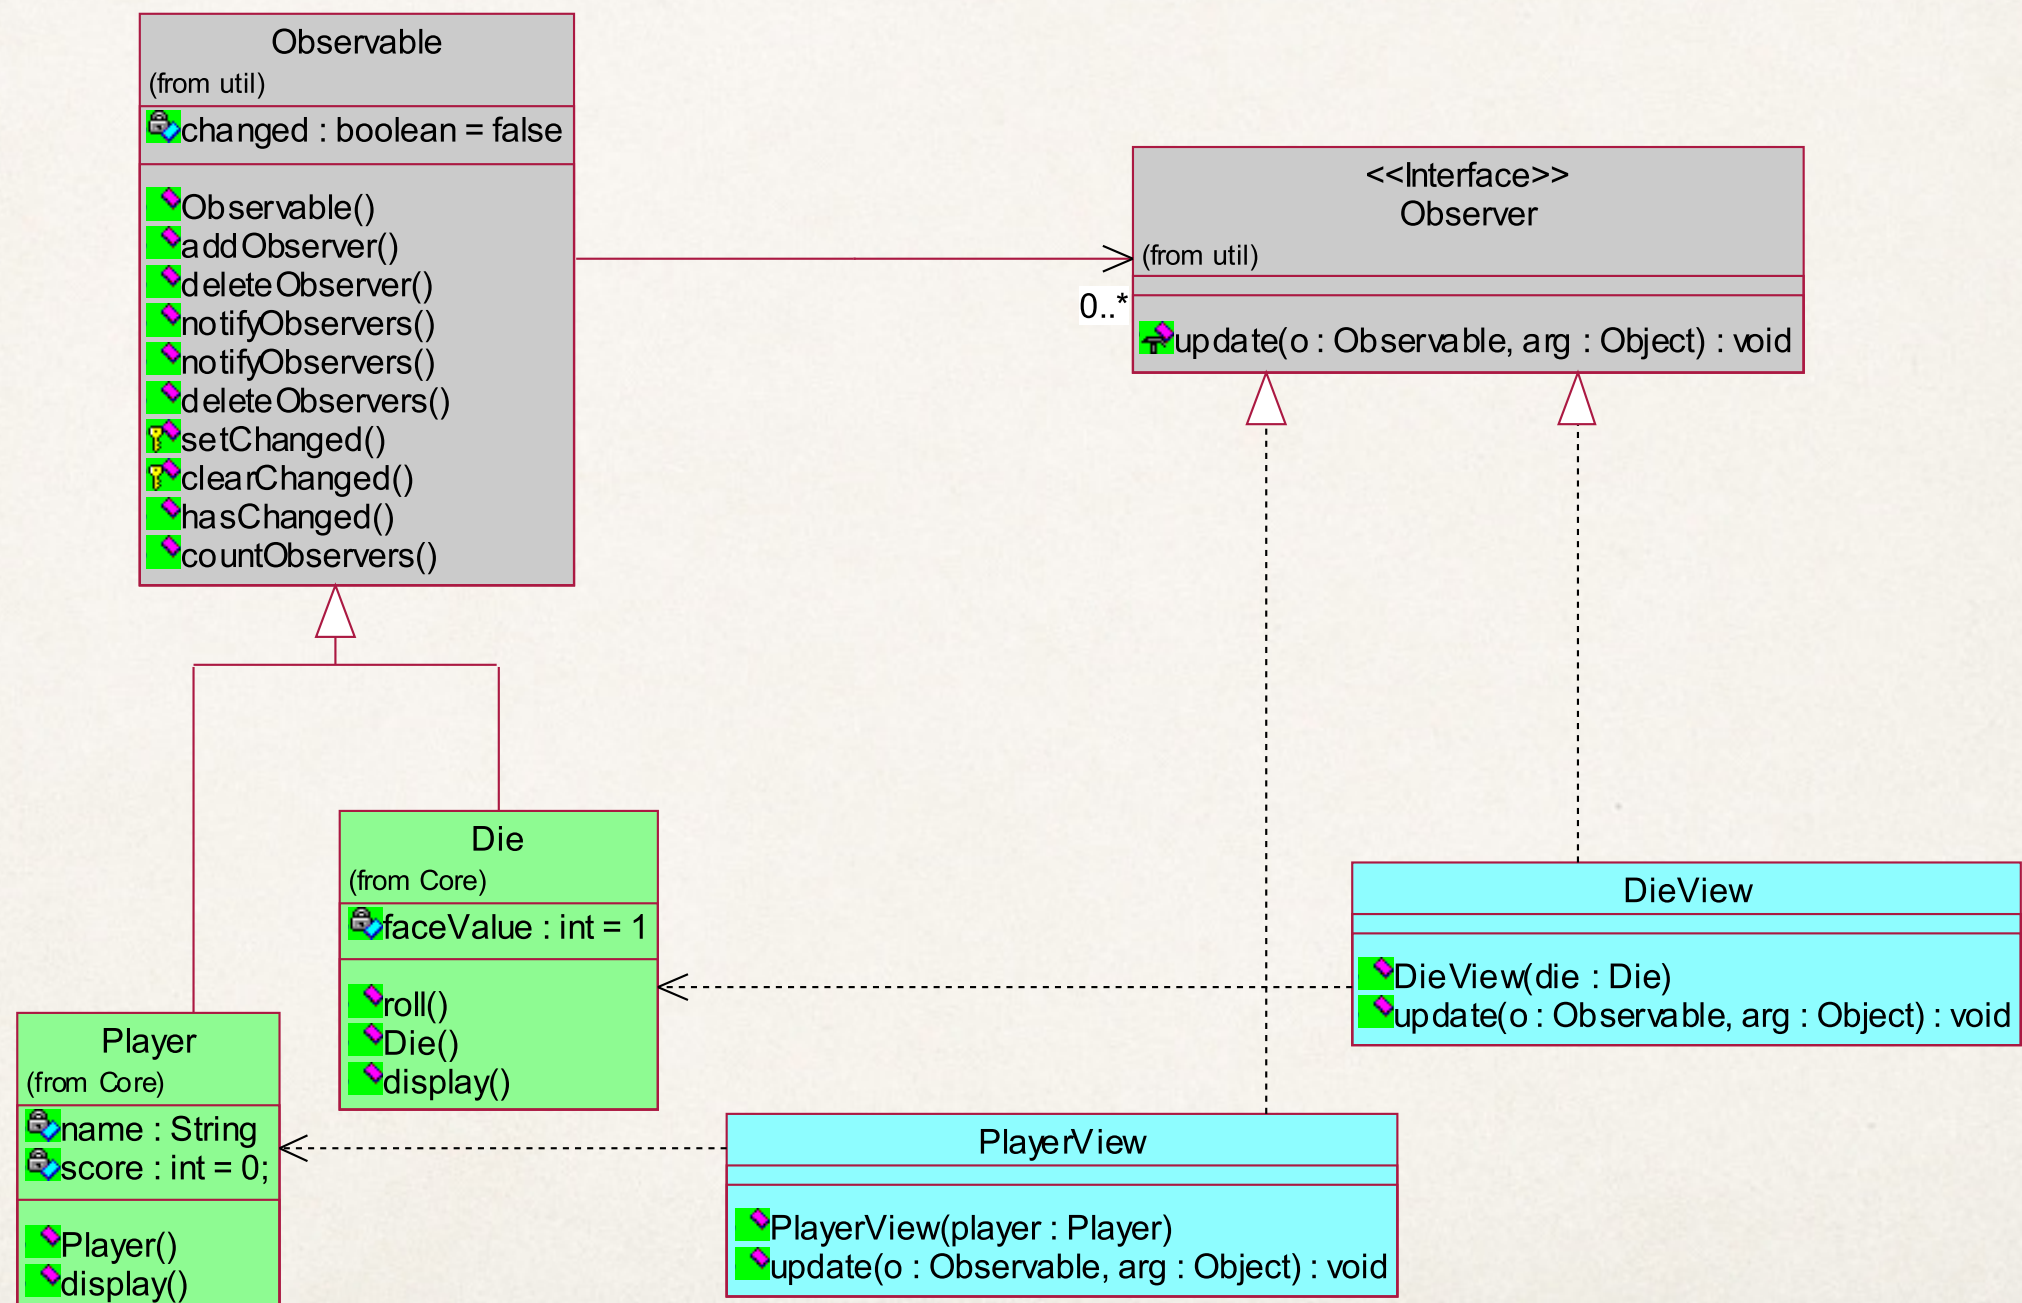 Observable
(from util)
changed : boolean = false
Observable()
addObserver()
deleteObserver()
notifyObservers()
notifyObservers()
deleteObservers()
setChanged()
clearChanged()
hasChanged()
countObservers()
<<Interface>>
Observer
(from util)
0..*
update(o : Observable, arg : Object) : void
Die
(from Core)
faceValue : int = 1
roll()
Die()
display()
DieView
DieView(die : Die)
update(o : Observable, arg : Object) : void
Player
(from Core)
name : String
score : int = 0;
Player()
display()
PlayerView
PlayerView(player : Player)
update(o : Observable, arg : Object) : void